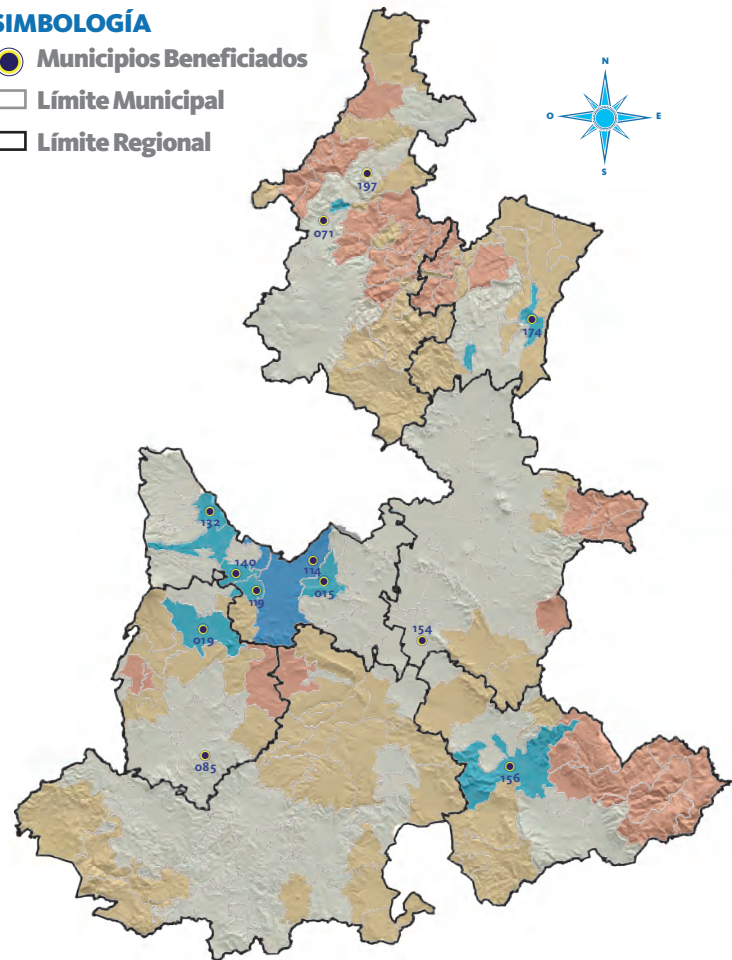 SIMBOLOGÍA
Municipios Beneficiados
Límite Municipal
Límite Regional
N
O
E
S
197
071
174
132
140
114
119
015
019
154
085
156